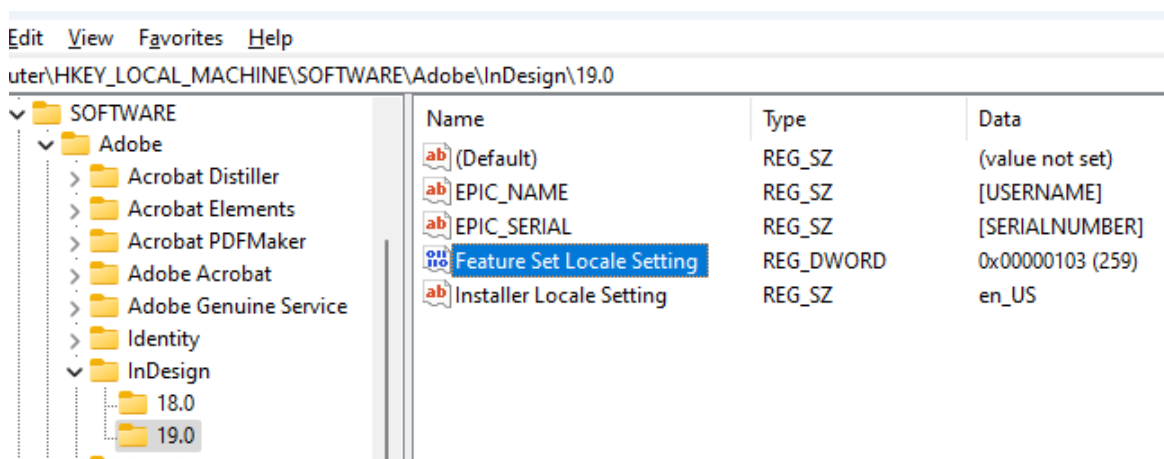 Edit View Favorites Help
uter\HKEY_LOCAL_MACHINE\SOFTWARE\Adobe\InDesign\19.0
SOFTWARE
Adobe
Acrobat Distiller
Acrobat Elements
Acrobat PDFMaker
Adobe Acrobat
Adobe Genuine Service
Identity
InDesign
18.0
19.0
Name Type Data
(Default) REG_SZ (value not set)
EPIC_NAME REG_SZ [USERNAME]
EPIC_SERIAL REG_SZ [SERIALNUMBER]
Feature Set Locale Setting REG_DWORD 0x00000103 (259)
Installer Locale Setting REG_SZ en_US